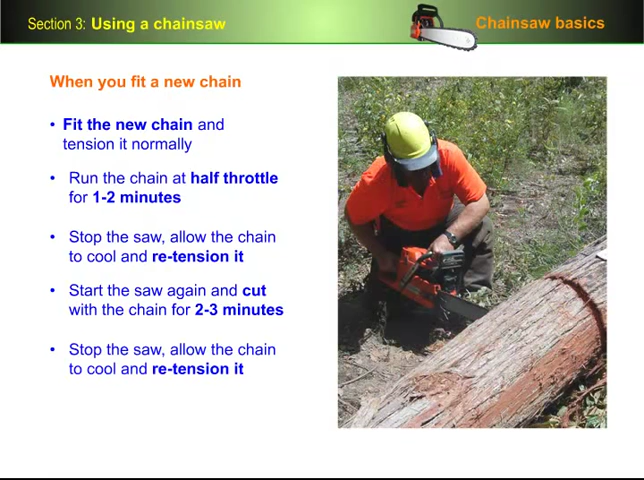 Section 3: Using a chainsaw
Chainsaw basics
When you fit a new chain
• Fit the new chain and
tension it normally
• Run the chain at half throttle
for 1-2 minutes
• Stop the saw, allow the chain
to cool and re-tension it
• Start the saw again and cut
with the chain for 2-3 minutes
• Stop the saw, allow the chain
to cool and re-tension it